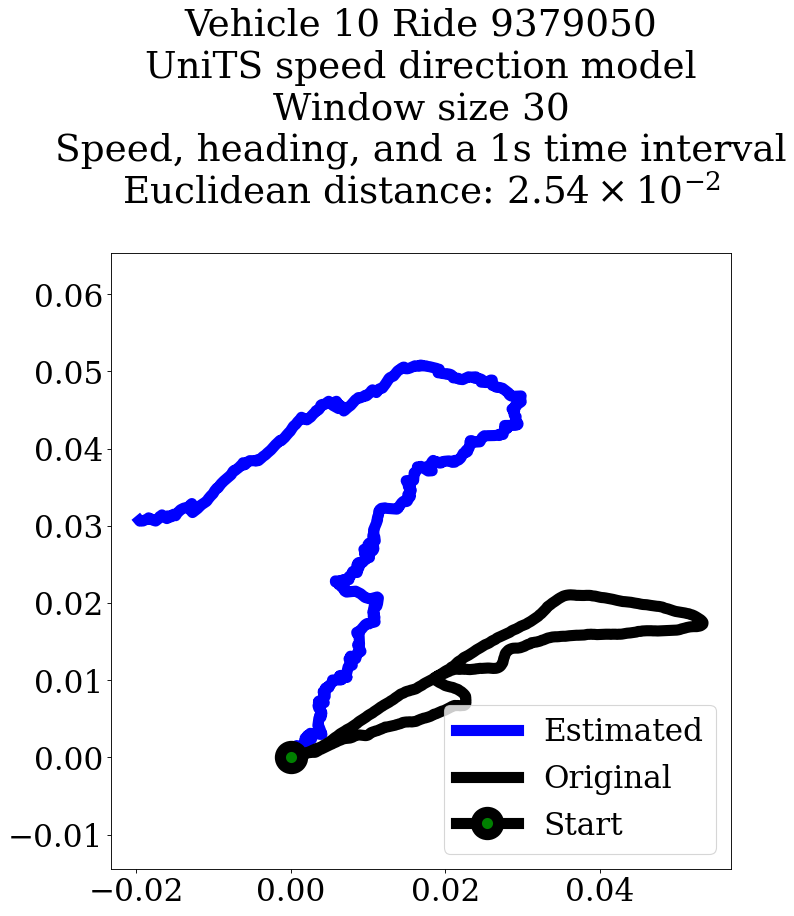 Vehicle 10 Ride 9379050
UniTS speed direction model
Window size 30
Speed, heading, and a 1s time interval
Euclidean distance: 2.54 × 10⁻²
0.06
0.05
0.04
0.03
0.02
0.01
0.00
−0.01
Estimated
Original
Start
−0.02
0.00
0.02
0.04